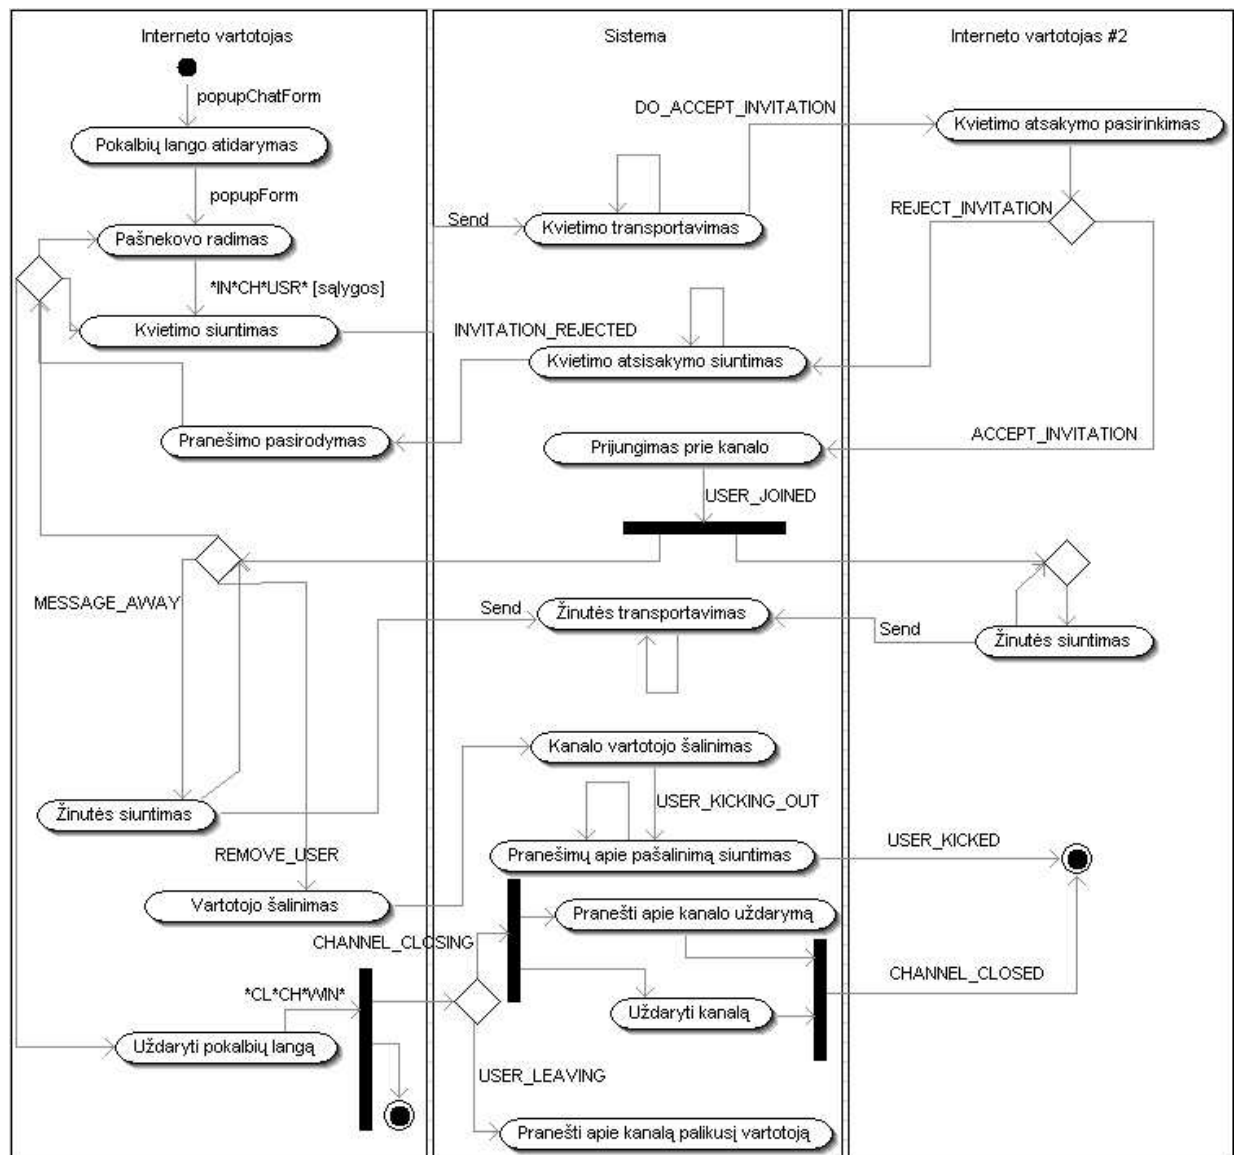 Interneto vartotojas
Sistema
Interneto vartotojas #2
popupChatForm
DO_ACCEPT_INVITATION
Kvietimo atsakymo pasirinkimas
Pokalbių lango atidarymas
popupForm
REJECT_INVITATION
Send
Kvietimo transportavimas
Pašnekovo radimas
*IN*CH*USR* [sąlygos]
Kvietimo siuntimas
INVITATION_REJECTED
Kvietimo atsisakymo siuntimas
Pranešimo pasirodymas
Prijungimas prie kanalo
ACCEPT_INVITATION
USER_JOINED
MESSAGE_AWAY
Send
Žinutės transportavimas
Send
Žinutės siuntimas
Kanalo vartotojo šalinimas
Žinutės siuntimas
USER_KICKING_OUT
REMOVE_USER
Pranešimų apie pašalinimą siuntimas
USER_KICKED
Vartotojo šalinimas
Pranešti apie kanalo uždarymą
CHANNEL_CLOSING
CHANNEL_CLOSED
*CL*CH*WIN*
Uždaryti kanalą
Uždaryti pokalbių langą
USER_LEAVING
Pranešti apie kanalą palikusį vartotoją